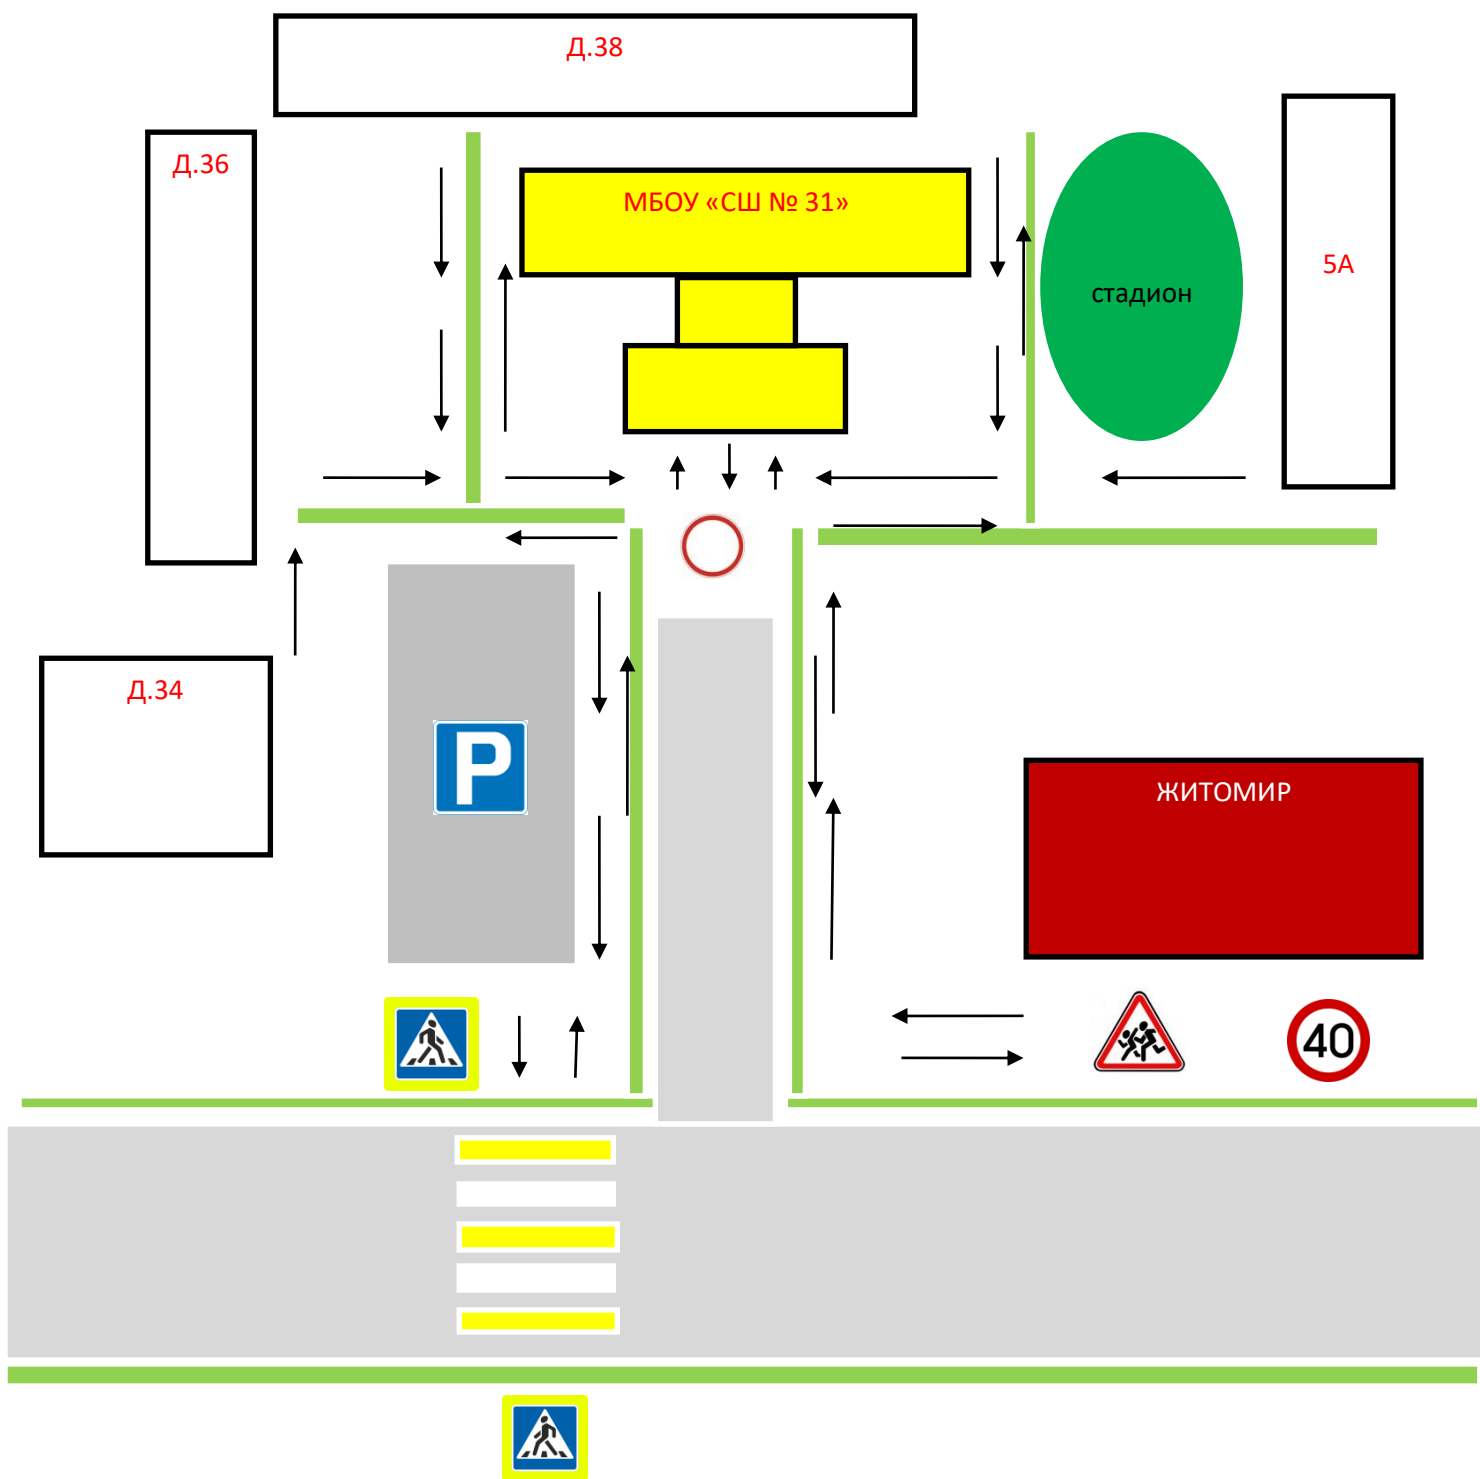 Д.38
Д.36
МБОУ «СШ № 31»
5А
стадион
Д.34
P
ЖИТОМИР
40